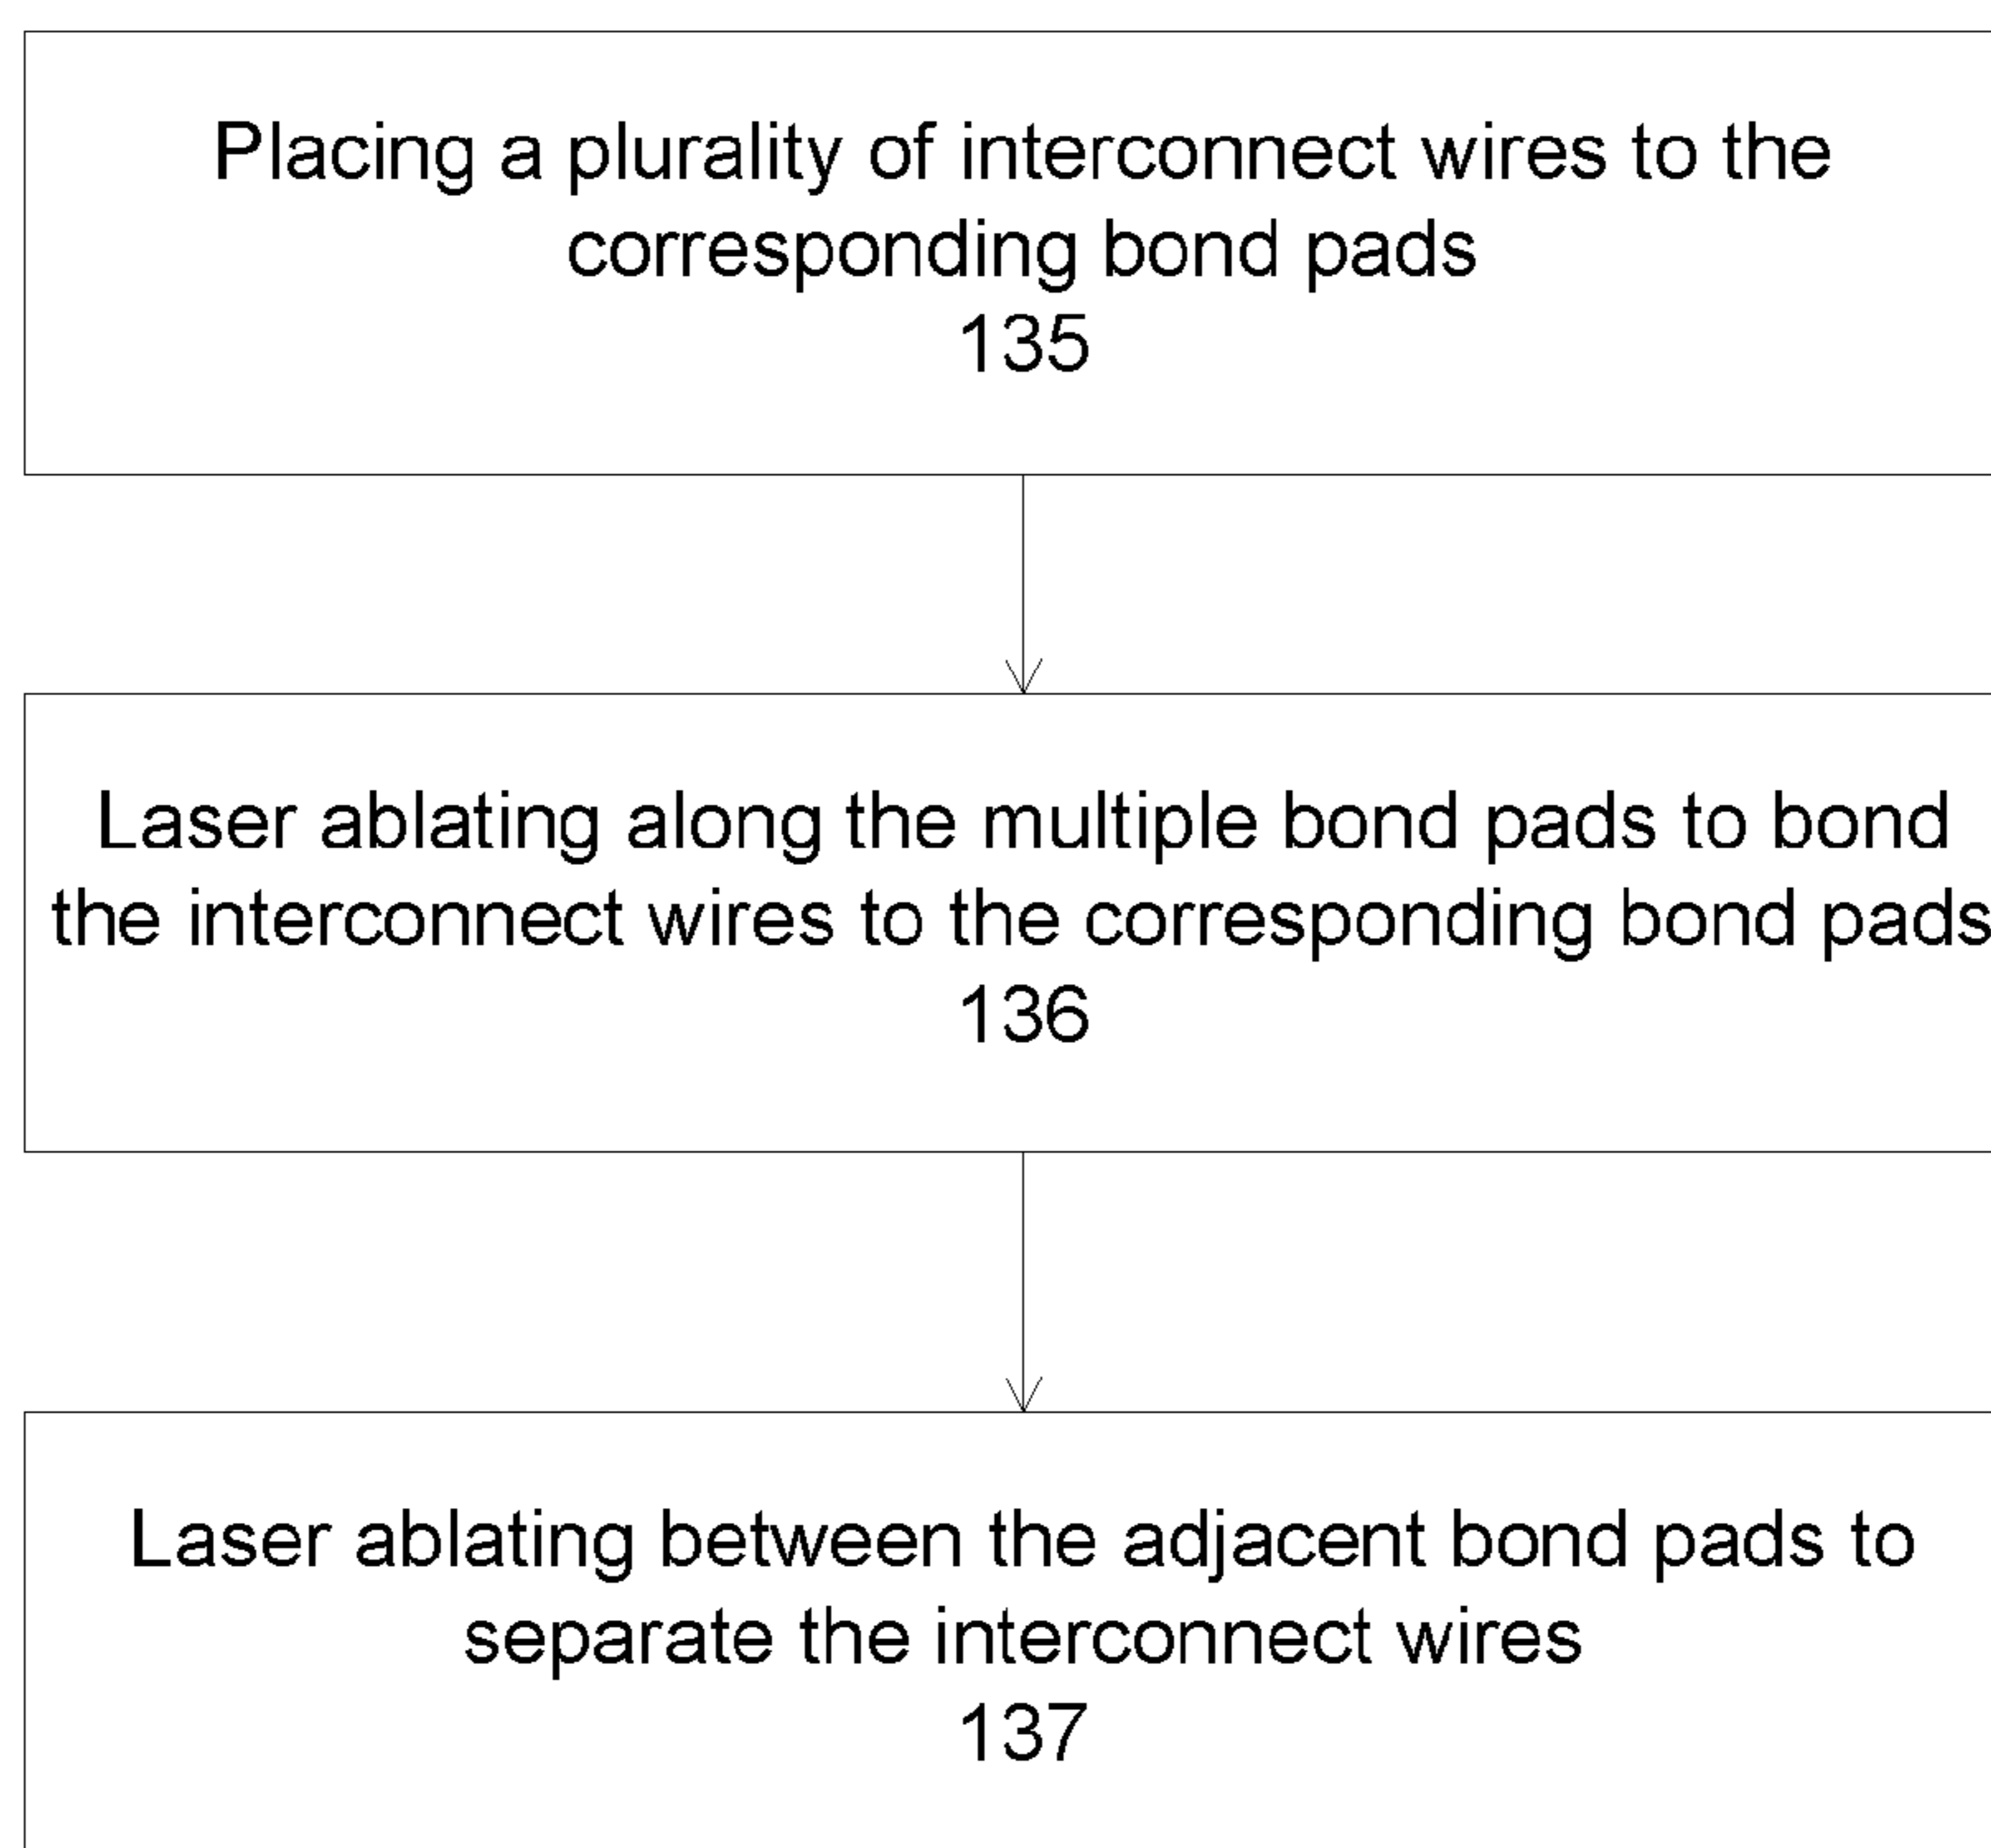 Placing a plurality of interconnect wires to the
corresponding bond pads
135
Laser ablating along the multiple bond pads to bond
the interconnect wires to the corresponding bond pads
136
Laser ablating between the adjacent bond pads to
separate the interconnect wires
137